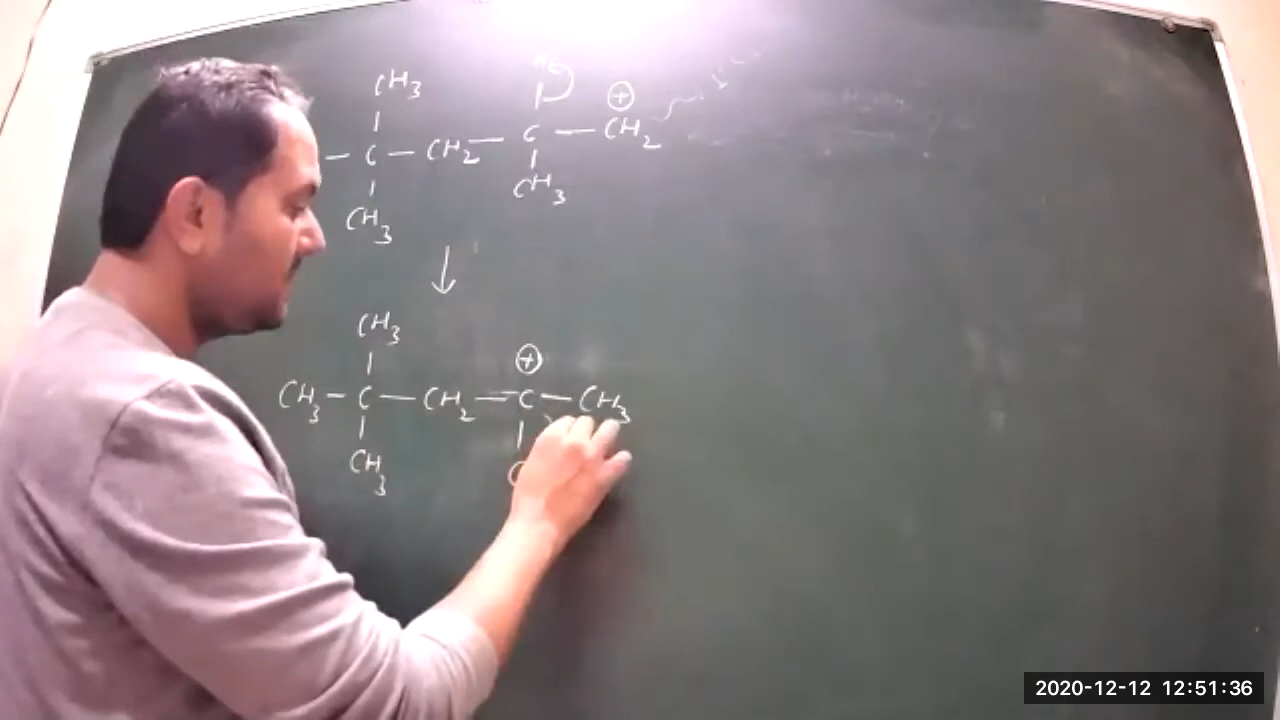 CH3
H
⊕
– C – CH2 – C – CH2
CH3
CH3
↓
CH3
⊕
CH3 – C – CH2 – C – CH3
CH3
C
2020-12-12 12:51:36